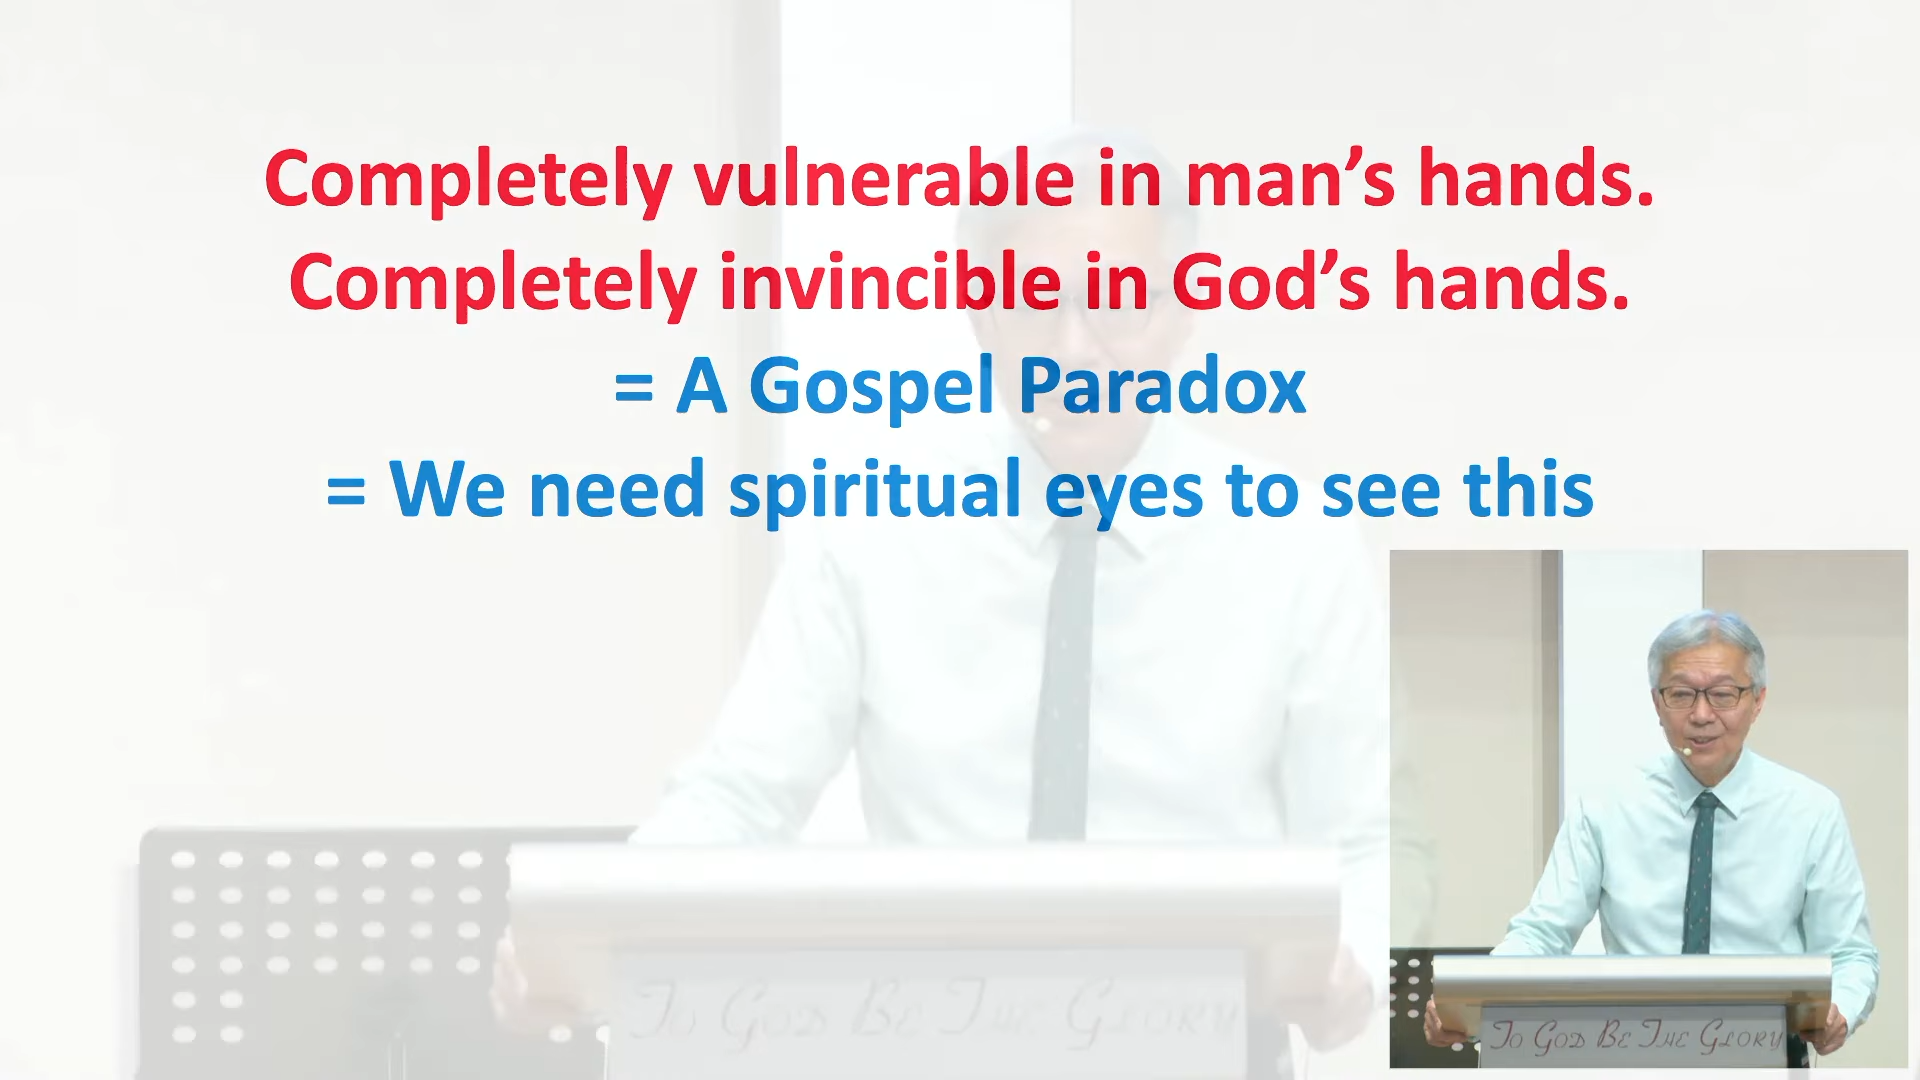 Completely vulnerable in man’s hands.
Completely invincible in God’s hands.
= A Gospel Paradox
= We need spiritual eyes to see this
To God Be The Glory
To God Be The Glory